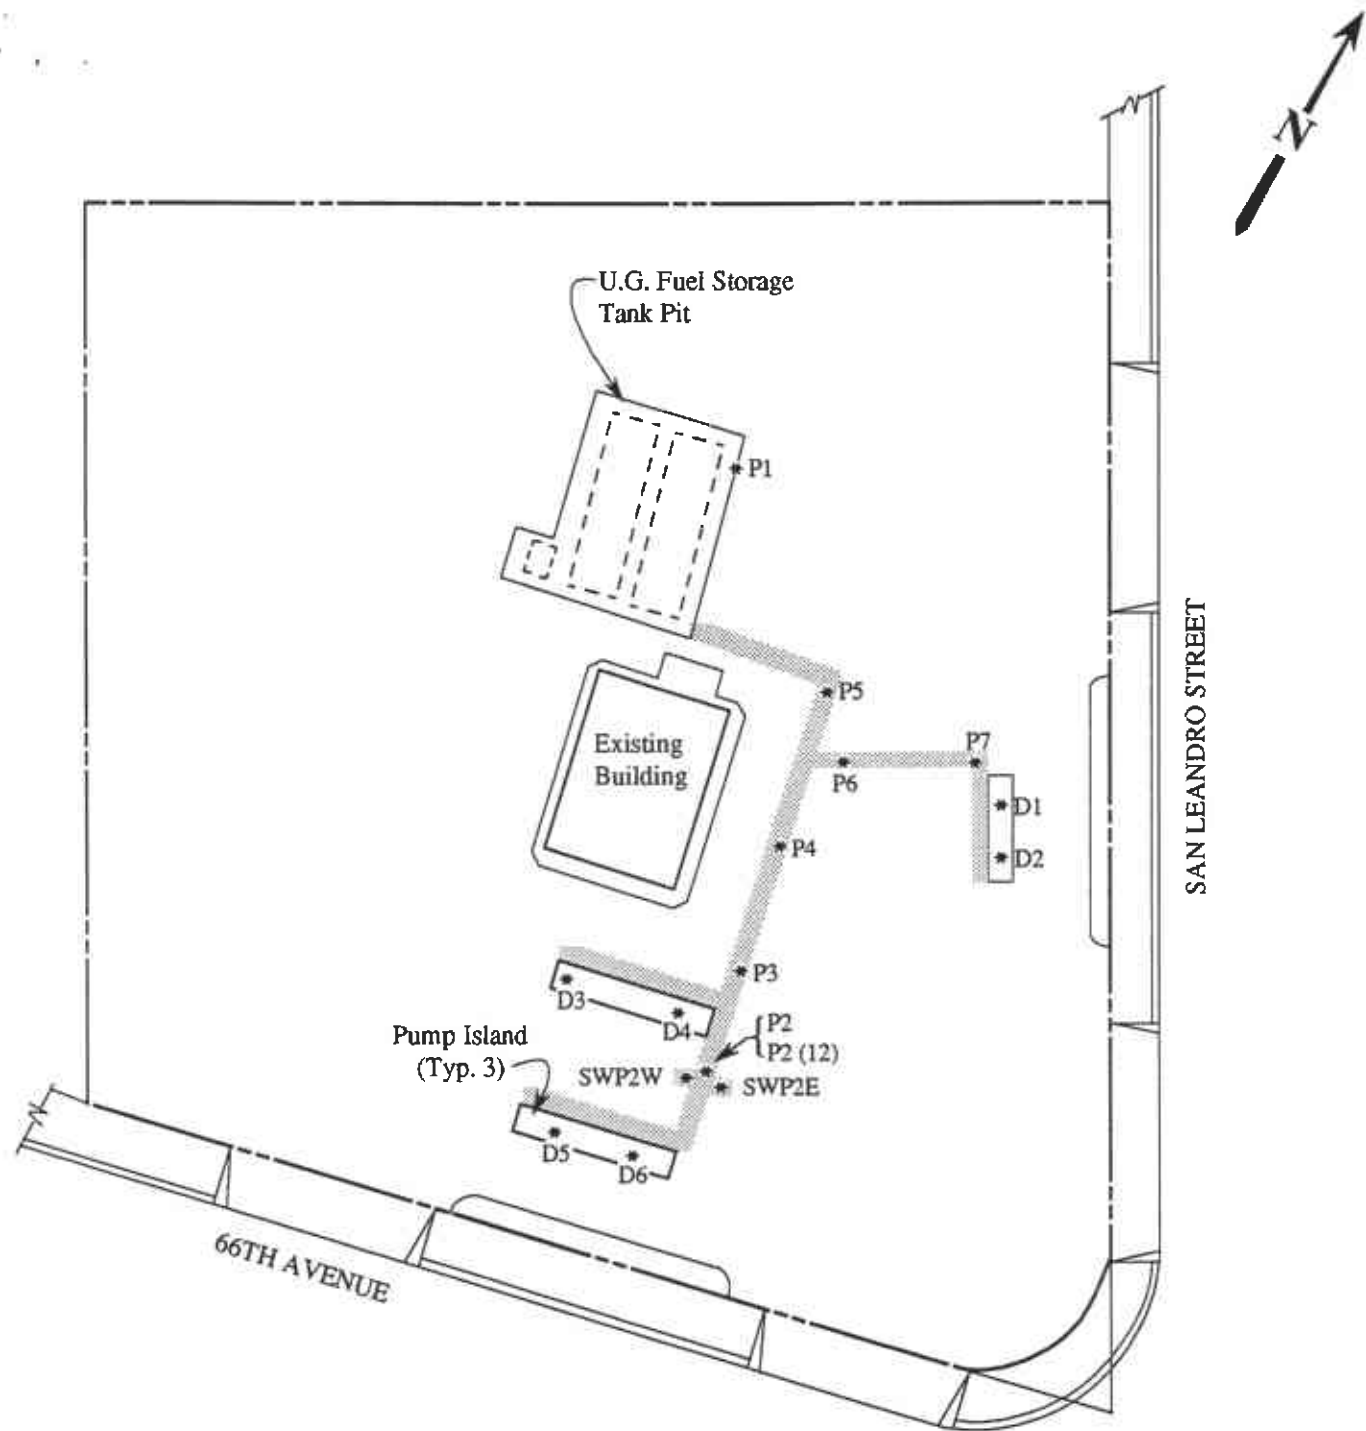 N
U.G. Fuel Storage
Tank Pit
P1
P5
Existing
Building
P7
P6
D1
P4
D2
SAN LEANDRO STREET
P3
D3
D4
P2
P2 (12)
Pump Island
(Typ. 3)
SWP2W
SWP2E
D5
D6
66TH AVENUE